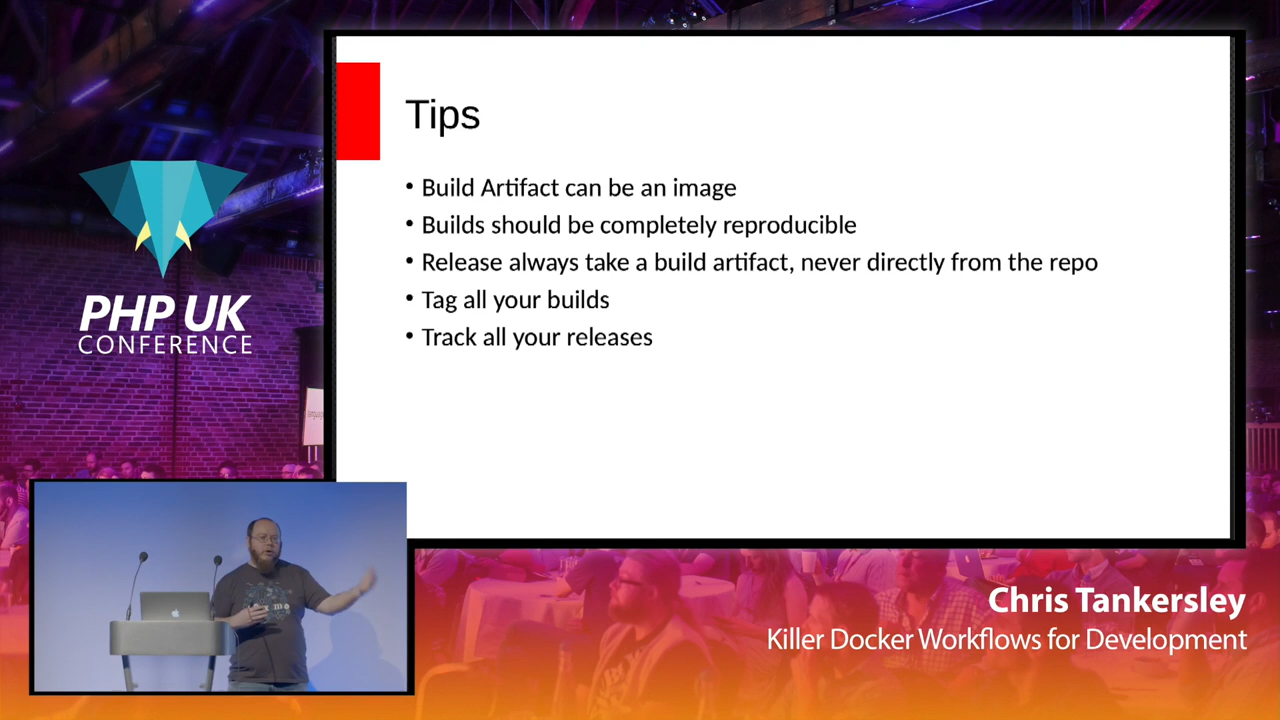 Tips
• Build Artifact can be an image
• Builds should be completely reproducible
• Release always take a build artifact, never directly from the repo
• Tag all your builds
• Track all your releases
PHP UK
CONFERENCE
Chris Tankersley
Killer Docker Workflows for Development